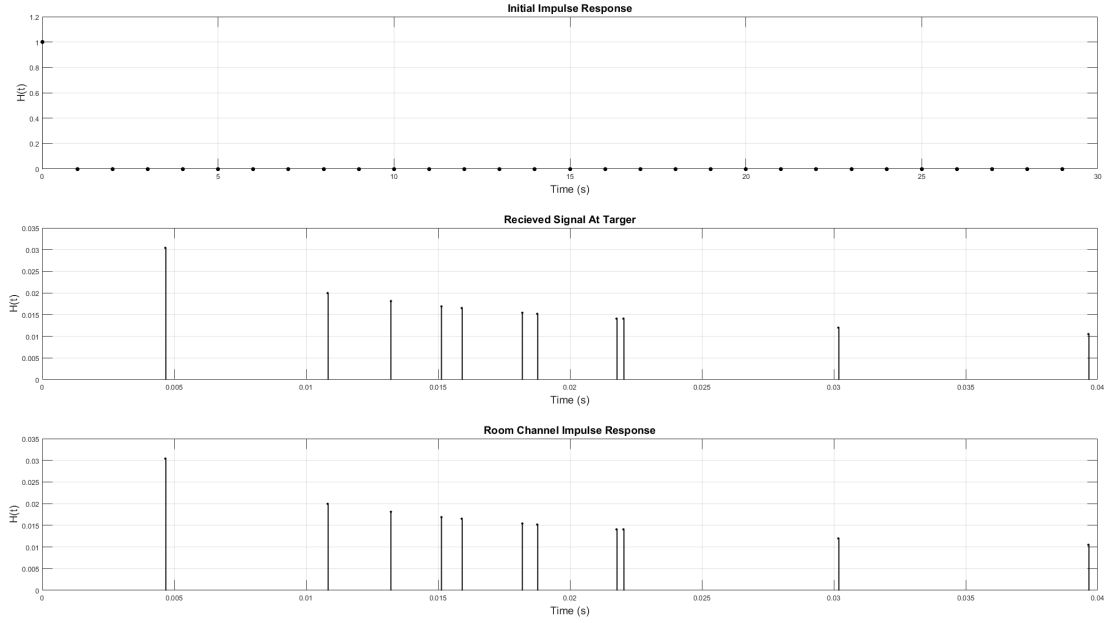 Initial Impulse Response
1.2
1
0.8
0.6
0.4
0.2
0
H(t)
0 5 10 15 20 25 30
Time (s)
Recieved Signal At Targer
0.035
0.03
0.025
0.02
0.015
0.01
0.005
0
H(t)
0 0.005 0.01 0.015 0.02 0.025 0.03 0.035 0.04
Time (s)
Room Channel Impulse Response
0.035
0.03
0.025
0.02
0.015
0.01
0.005
0
H(t)
0 0.005 0.01 0.015 0.02 0.025 0.03 0.035 0.04
Time (s)